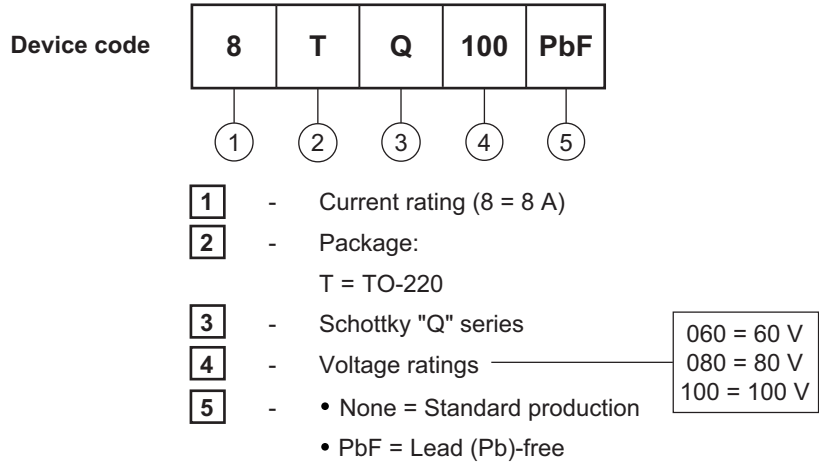 Device code 8 T Q 100 PbF
1 2 3 4 5
1 - Current rating (8 = 8 A)
2 - Package:
T = TO-220
3 - Schottky "Q" series
4 - Voltage ratings
060 = 60 V
080 = 80 V
100 = 100 V
5 - • None = Standard production
• PbF = Lead (Pb)-free